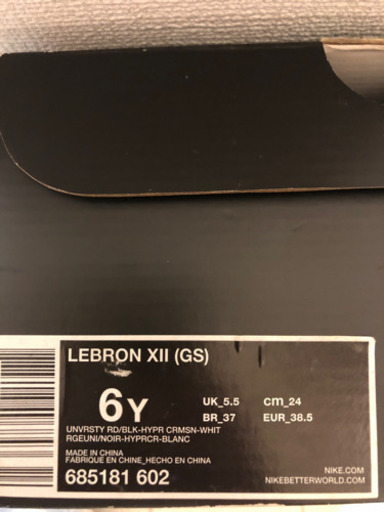 LEBRON XII (GS)
6Y
UK_5.5 cm_24
BR_37 EUR_38.5
UNVRSTY RD/BLK-HYPR CRMSN-WHIT
RGEUNI/NOIR-HYPRCR-BLANC
MADE IN CHINA
FABRIQUE EN CHINE_HECHO EN CHINA
685181 602
NIKE.COM
NIKEBETTERWORLD.COM